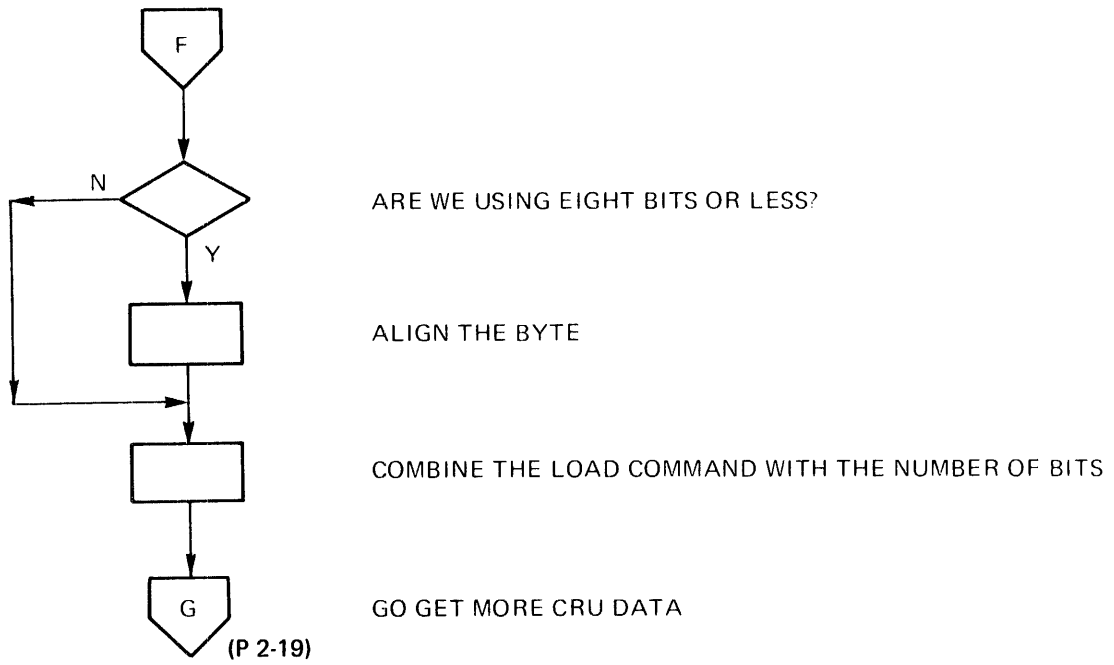 F
N
ARE WE USING EIGHT BITS OR LESS?
Y
ALIGN THE BYTE
COMBINE THE LOAD COMMAND WITH THE NUMBER OF BITS
G
GO GET MORE CRU DATA
(P 2-19)